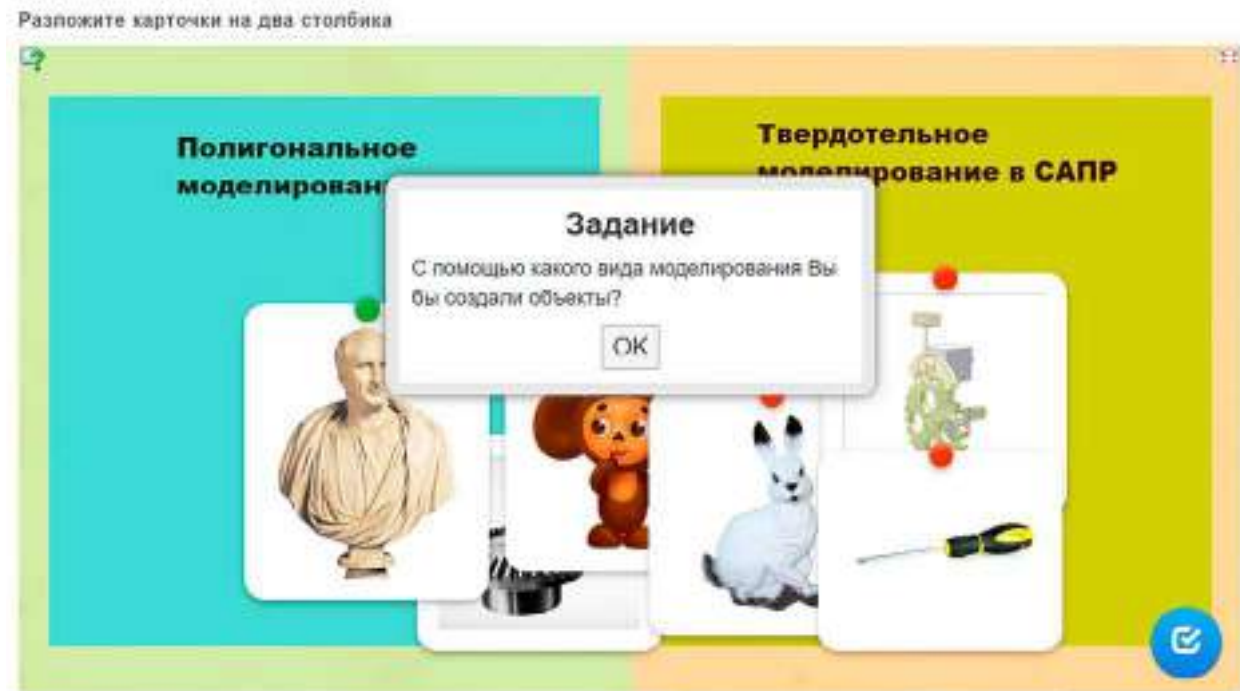 Разложите карточки на два столбика
Полигональное
Твердотельное
моделирование в САПР
Задание
С помощью какого вида моделирования Вы
бы создали объекты?
OK